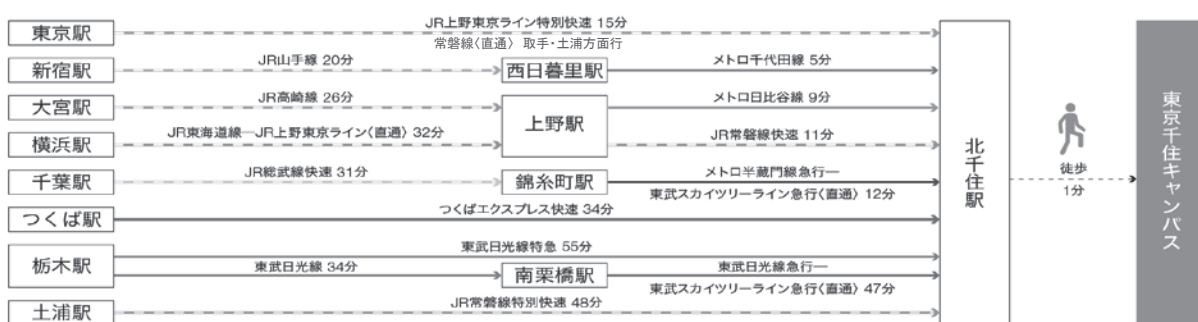 東京駅
JR上野東京ライン特別快速 15分
常磐線〈直通〉 取手・土浦方面行
新宿駅
JR山手線 20分
西日暮里駅
メトロ千代田線 5分
大宮駅
JR高崎線 26分
上野駅
メトロ日比谷線 9分
横浜駅
JR東海道線―JR上野東京ライン〈直通〉 32分
JR常磐線快速 11分
千葉駅
JR総武線快速 31分
錦糸町駅
メトロ半蔵門線急行―
東武スカイツリーライン急行〈直通〉 12分
つくば駅
つくばエクスプレス快速 34分
栃木駅
東武日光線特急 55分
東武日光線 34分
南栗橋駅
東武日光線急行―
東武スカイツリーライン急行〈直通〉 47分
土浦駅
JR常磐線特別快速 48分
北千住駅
徒歩
1分
東京千住キャンパス